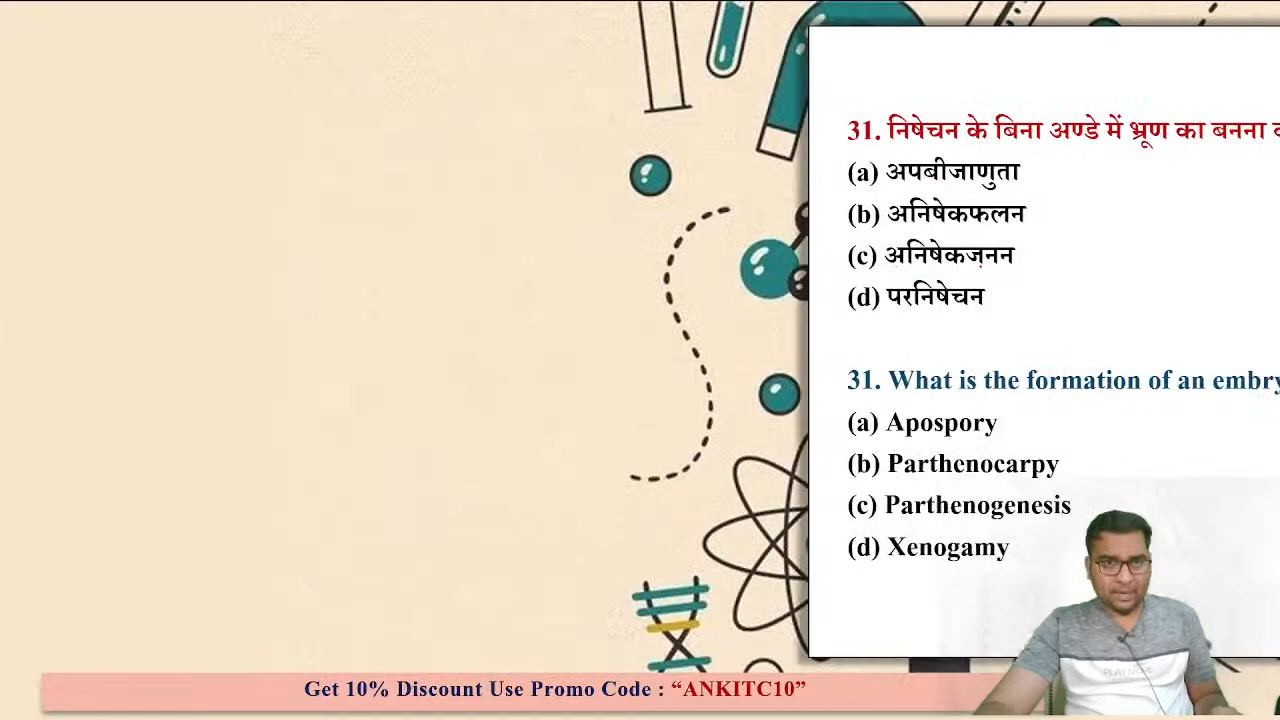 31. निषेचन के बिना अण्डे में भ्रूण का बनना
(a) अपबीजाणुता
(b) अनिषेकफलन
(c) अनिषेकजनन
(d) परनिषेचन
31. What is the formation of an
(a) Apospory
(b) Parthenocarpy
(c) Parthenogenesis
(d) Xenogamy
Get 10% Discount Use Promo Code : “ANKITC10”